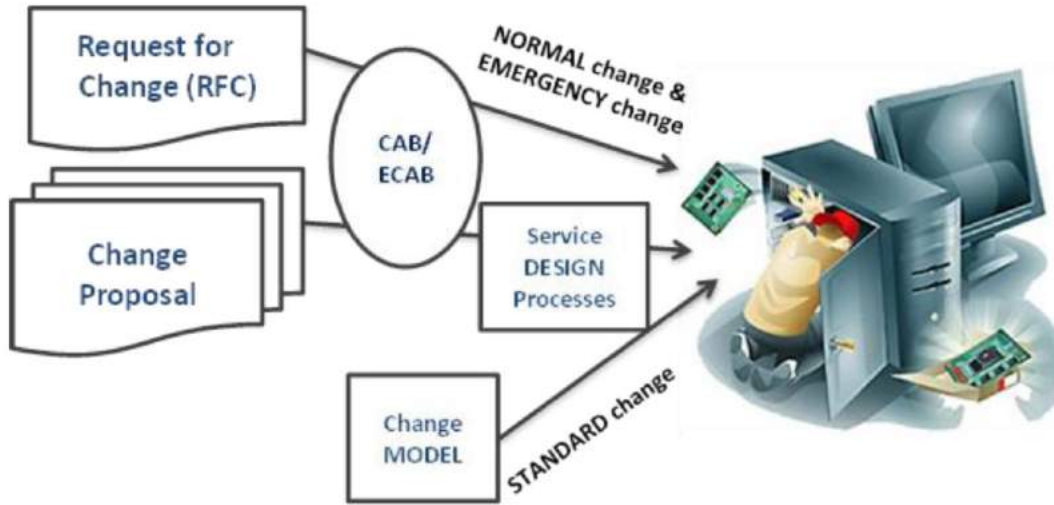 Request for
Change (RFC)
NORMAL change &
EMERGENCY change
CAB/
ECAB
Change
Proposal
Service
DESIGN
Processes
Change
MODEL
STANDARD change